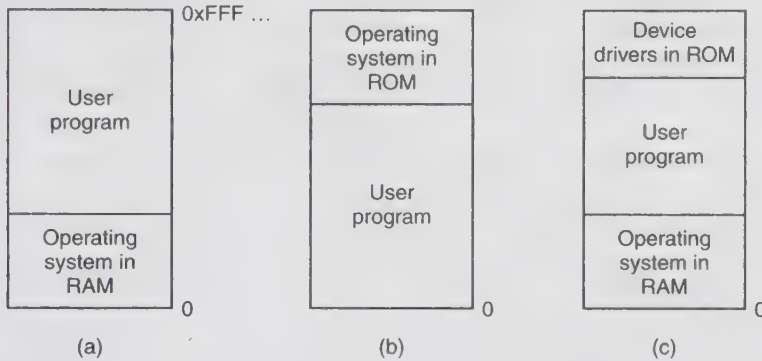 0xFFF ...
User
program
Operating
system in
RAM
0
(a)
Operating
system in
ROM
User
program
0
(b)
Device
drivers in ROM
User
program
Operating
system in
RAM
0
(c)